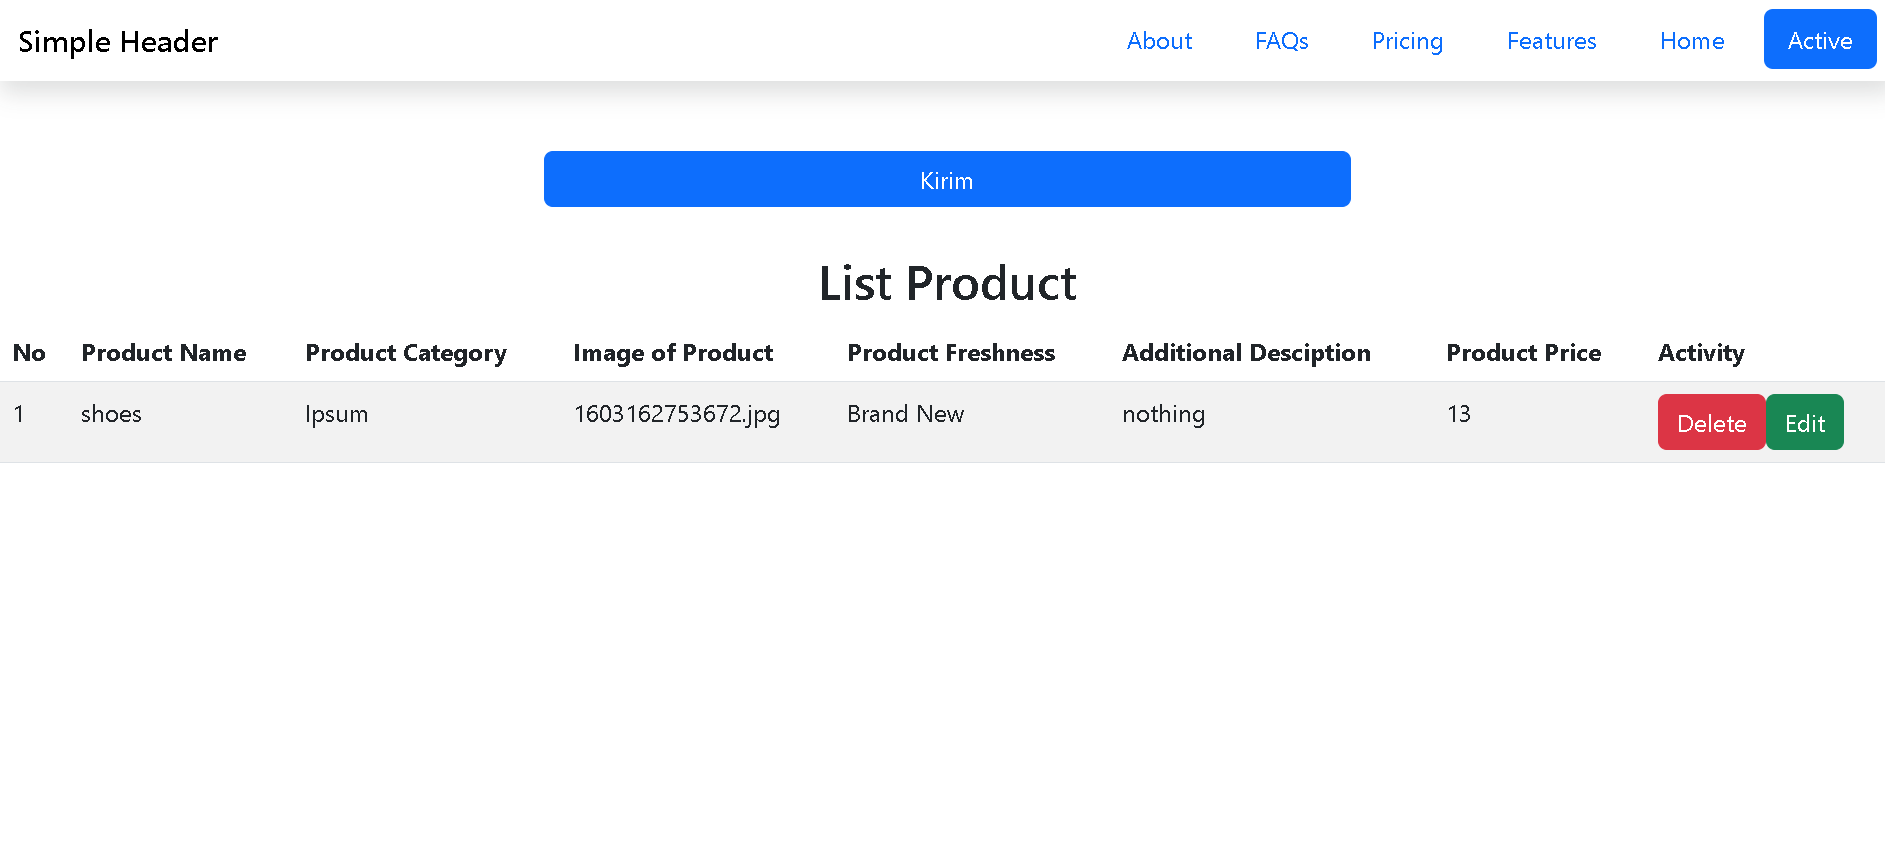 Simple Header About FAQs Pricing Features Home Active
Kirim
List Product
No Product Name Product Category Image of Product Product Freshness Additional Desciption Product Price Activity
1 shoes Ipsum 1603162753672.jpg Brand New nothing 13 Delete Edit